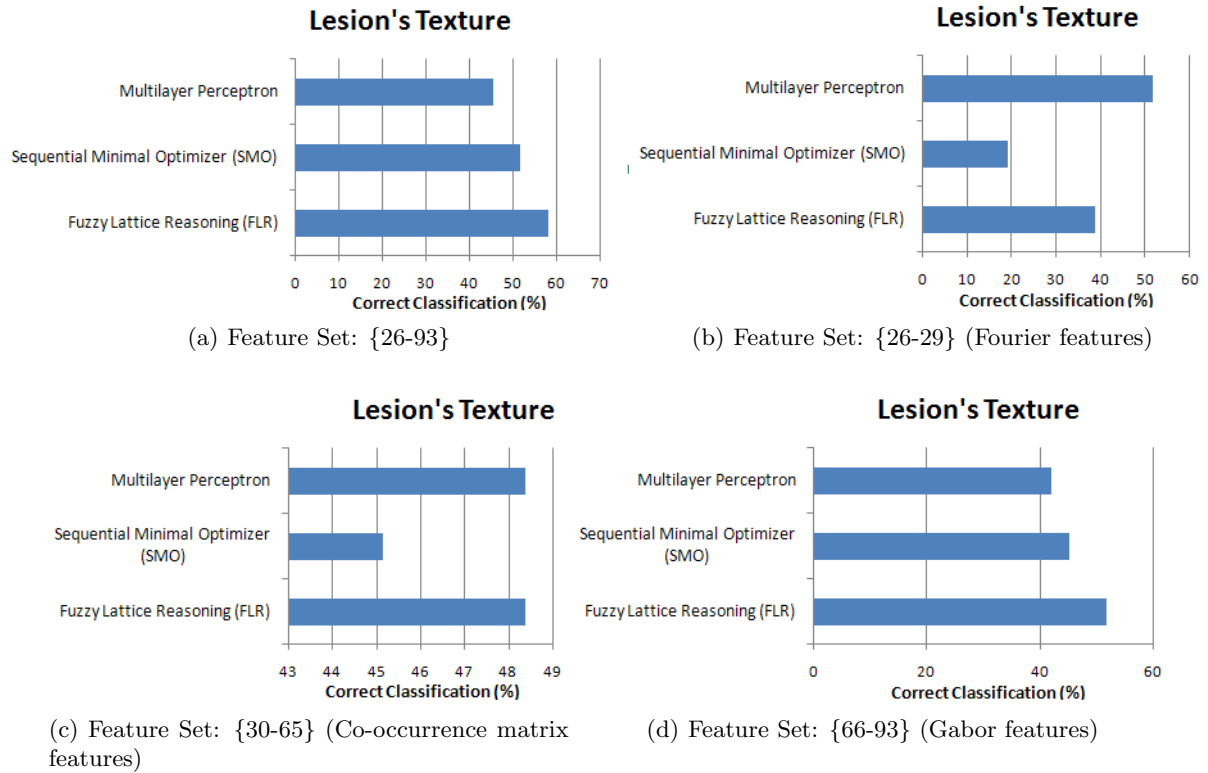 Lesion's Texture
Multilayer Perceptron
Sequential Minimal Optimizer (SMO)
Fuzzy Lattice Reasoning (FLR)
0 10 20 30 40 50 60 70
Correct Classification (%)
(a) Feature Set: {26-93}
Lesion's Texture
Multilayer Perceptron
Sequential Minimal Optimizer (SMO)
Fuzzy Lattice Reasoning (FLR)
0 10 20 30 40 50 60
Correct Classification (%)
(b) Feature Set: {26-29} (Fourier features)
Lesion's Texture
Multilayer Perceptron
Sequential Minimal Optimizer
(SMO)
Fuzzy Lattice Reasoning (FLR)
43 44 45 46 47 48 49
Correct Classification (%)
(c) Feature Set: {30-65} (Co-occurrence matrix
features)
Lesion's Texture
Multilayer Perceptron
Sequential Minimal Optimizer
(SMO)
Fuzzy Lattice Reasoning (FLR)
0 20 40 60
Correct Classification (%)
(d) Feature Set: {66-93} (Gabor features)